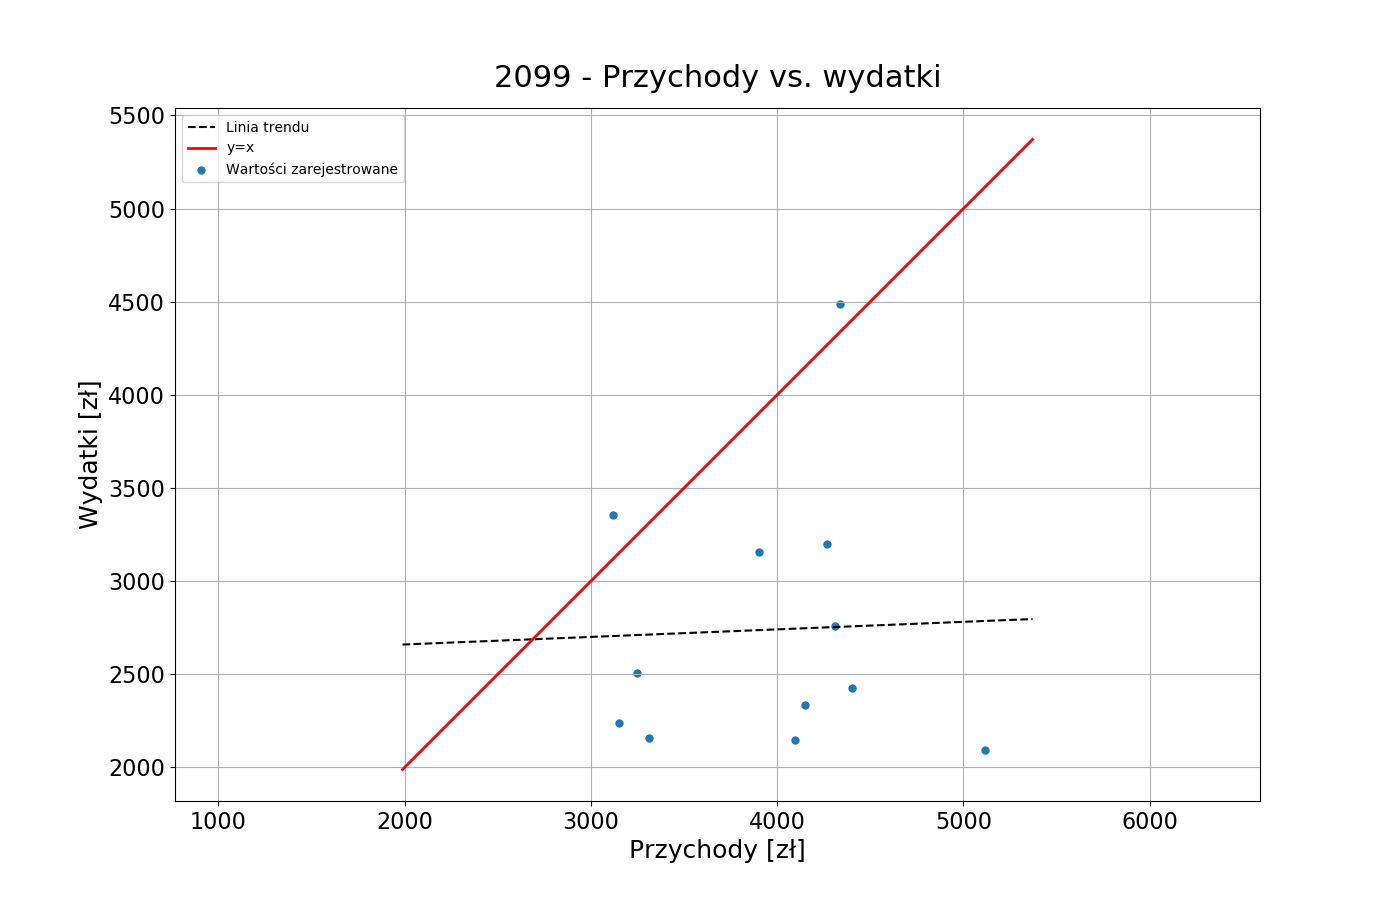 2099 - Przychody vs. wydatki
Linia trendu
y=x
Wartości zarejestrowane
5500
5000
4500
4000
3500
3000
2500
2000
Wydatki [zł]
1000 2000 3000 4000 5000 6000
Przychody [zł]